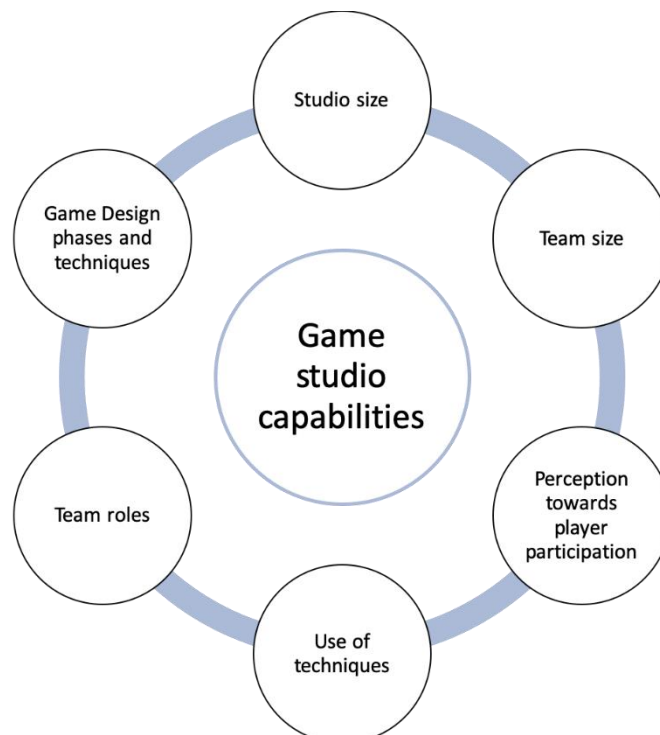 Studio size
Team size
Perception
towards
player
participation
Use of
techniques
Team roles
Game Design
phases and
techniques
Game
studio
capabilities